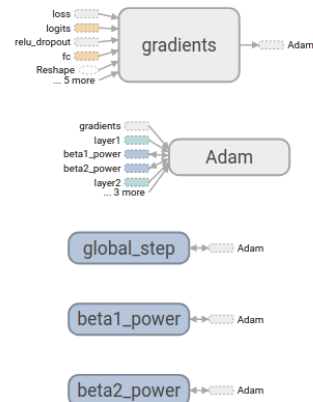 loss
logits
relu_dropout
fc
Reshape
... 5 more
gradients
Adam
gradients
layer1
beta1_power
beta2_power
layer2
... 3 more
Adam
global_step
Adam
beta1_power
Adam
beta2_power
Adam